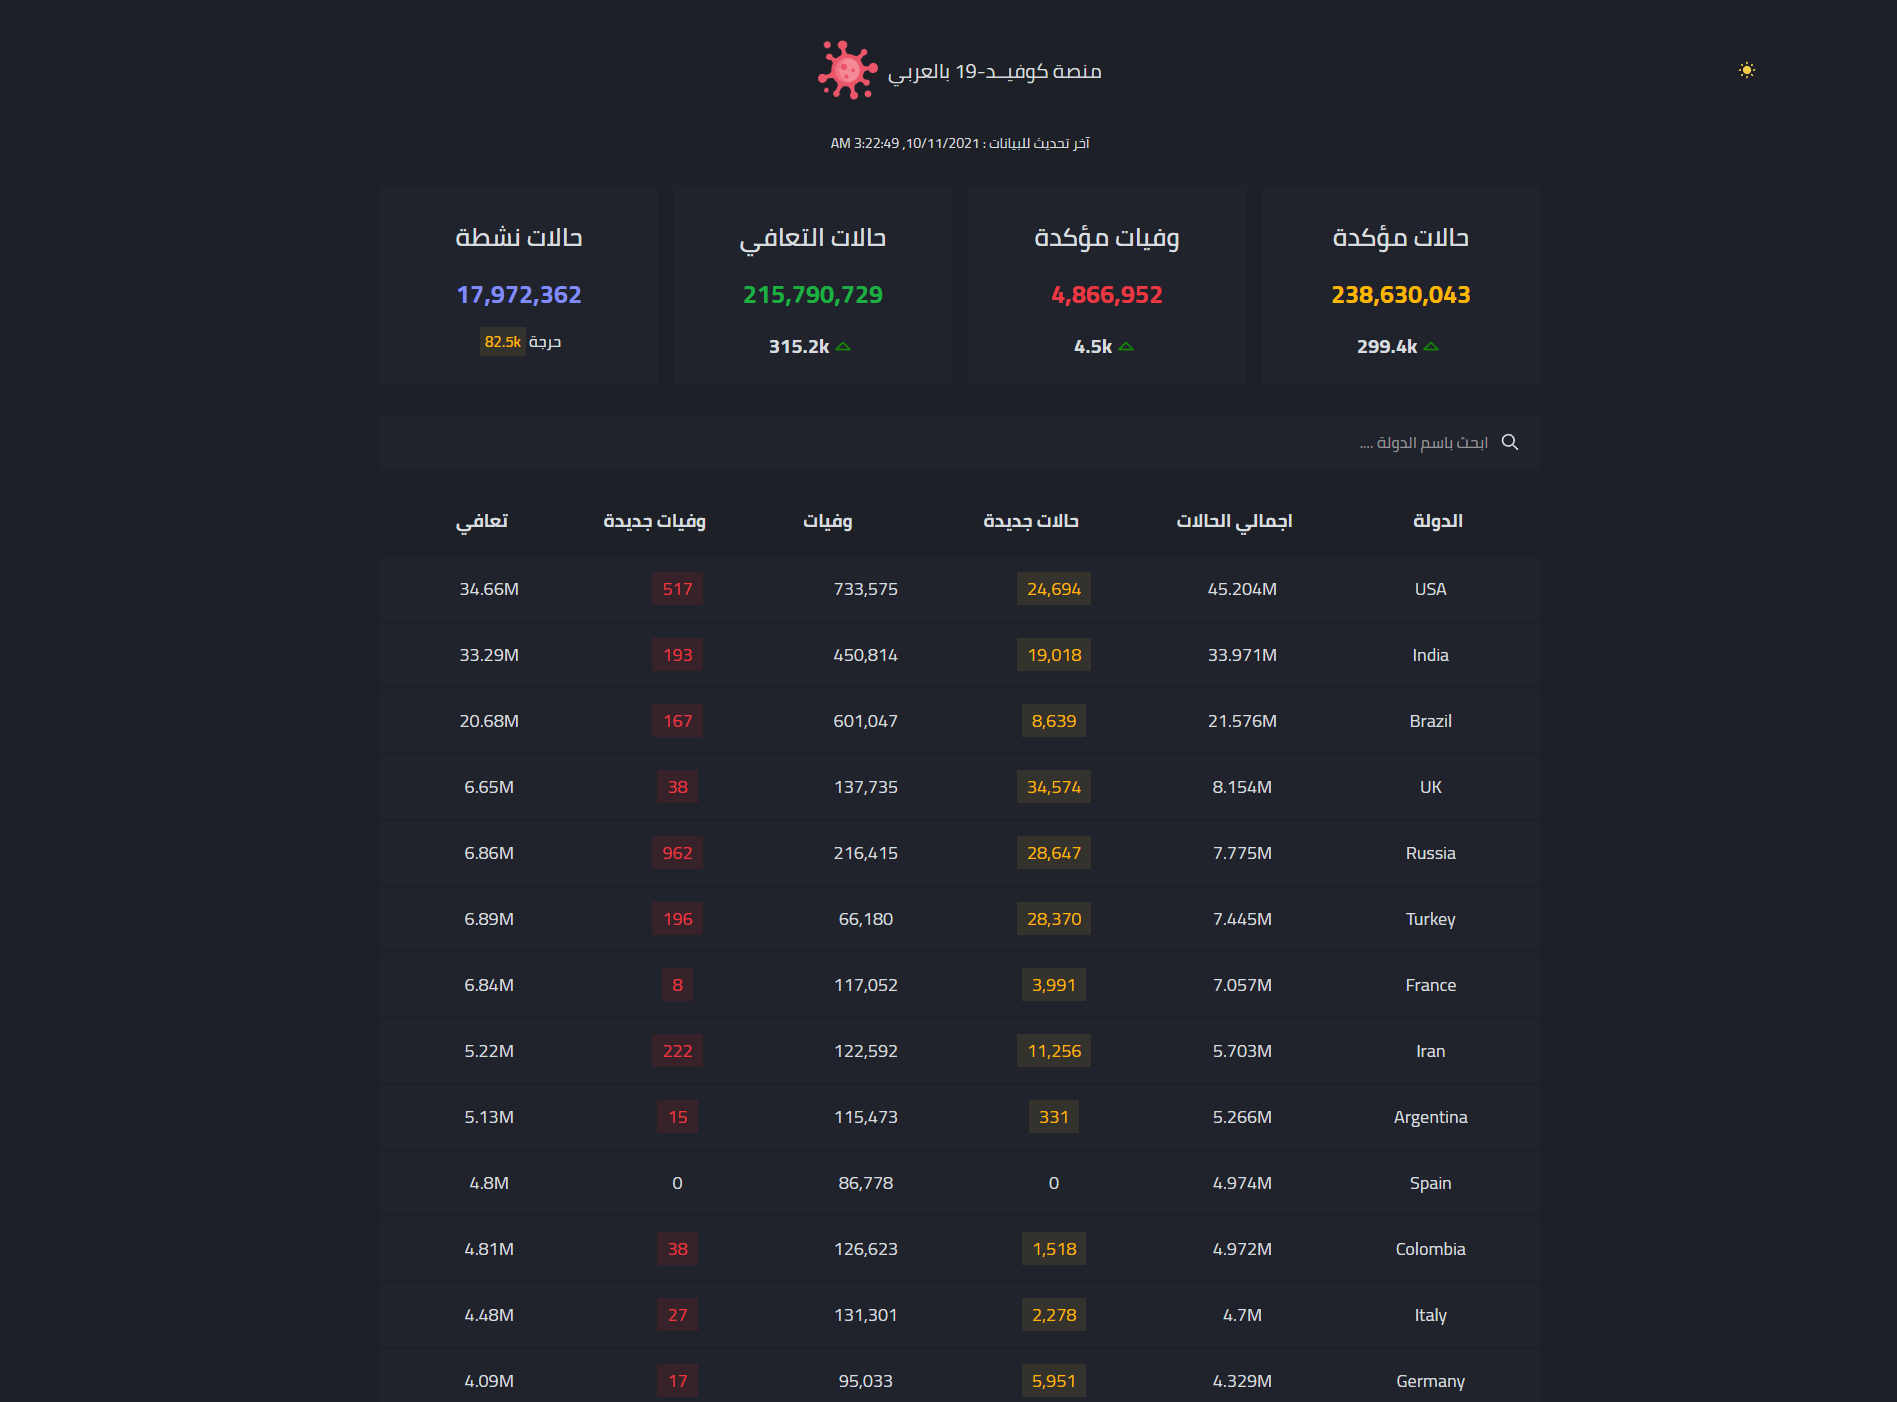 منصة كوفيــد-19 بالعربي
آخر تحديث للبيانات : 10/11/2021, 3:22:49 AM
حالات مؤكدة
238,630,043
299.4k
وفيات مؤكدة
4,866,952
4.5k
حالات التعافي
215,790,729
315.2k
حالات نشطة
17,972,362
حرجة 82.5k
ابحث باسم الدولة ....
الدولة اجمالي الحالات حالات جديدة وفيات وفيات جديدة تعافي
USA 45.204M 24,694 733,575 517 34.66M
India 33.971M 19,018 450,814 193 33.29M
Brazil 21.576M 8,639 601,047 167 20.68M
UK 8.154M 34,574 137,735 38 6.65M
Russia 7.775M 28,647 216,415 962 6.86M
Turkey 7.445M 28,370 66,180 196 6.89M
France 7.057M 3,991 117,052 8 6.84M
Iran 5.703M 11,256 122,592 222 5.22M
Argentina 5.266M 331 115,473 15 5.13M
Spain 4.974M 0 86,778 0 4.8M
Colombia 4.972M 1,518 126,623 38 4.81M
Italy 4.7M 2,278 131,301 27 4.48M
Germany 4.329M 5,951 95,033 17 4.09M